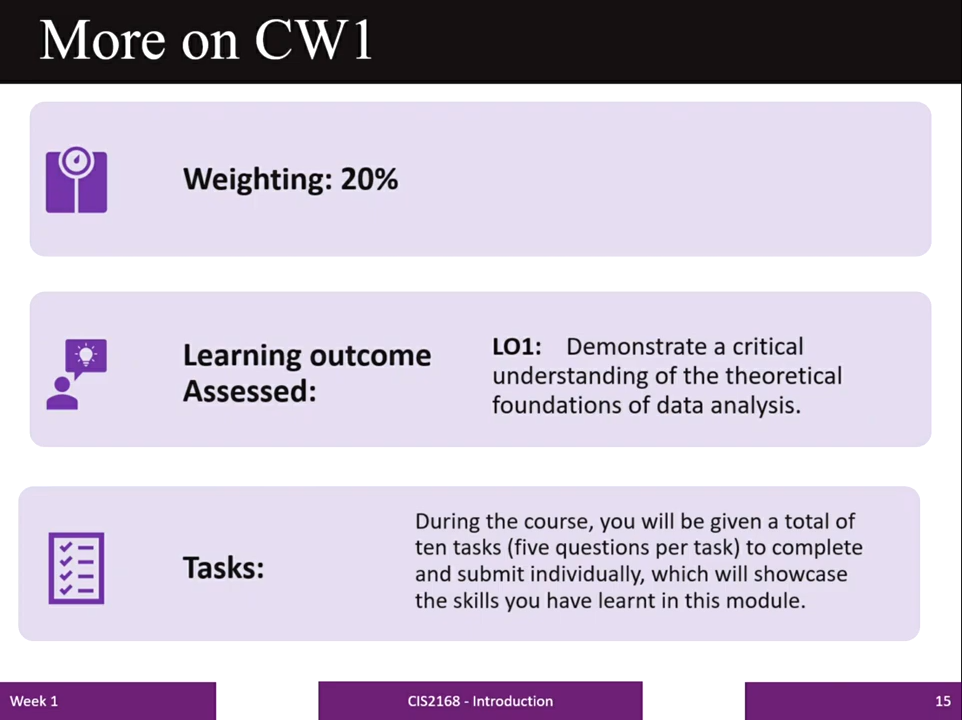 More on CW1
Weighting: 20%
Learning outcome
Assessed:
LO1: Demonstrate a critical
understanding of the theoretical
foundations of data analysis.
Tasks:
During the course, you will be given a total of
ten tasks (five questions per task) to complete
and submit individually, which will showcase
the skills you have learnt in this module.
Week 1
CIS2168 - Introduction
15